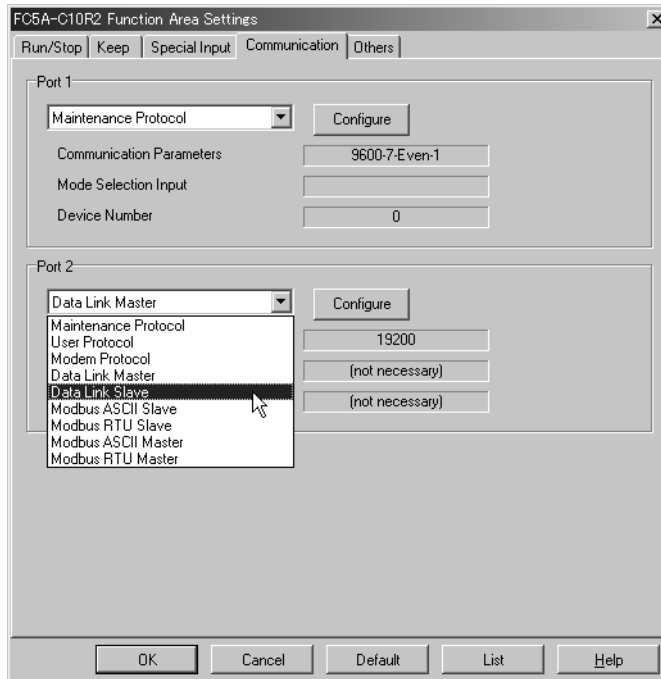 FC5A-C10R2 Function Area Settings
Run/Stop Keep Special Input Communication Others
Port 1
Maintenance Protocol Configure
Communication Parameters 9600-7-Even-1
Mode Selection Input
Device Number 0
Port 2
Data Link Master Configure
Maintenance Protocol
User Protocol 19200
Modem Protocol
Data Link Master (not necessary)
Data Link Slave
Modbus ASCII Slave (not necessary)
Modbus RTU Slave
Modbus ASCII Master
Modbus RTU Master
OK Cancel Default List Help